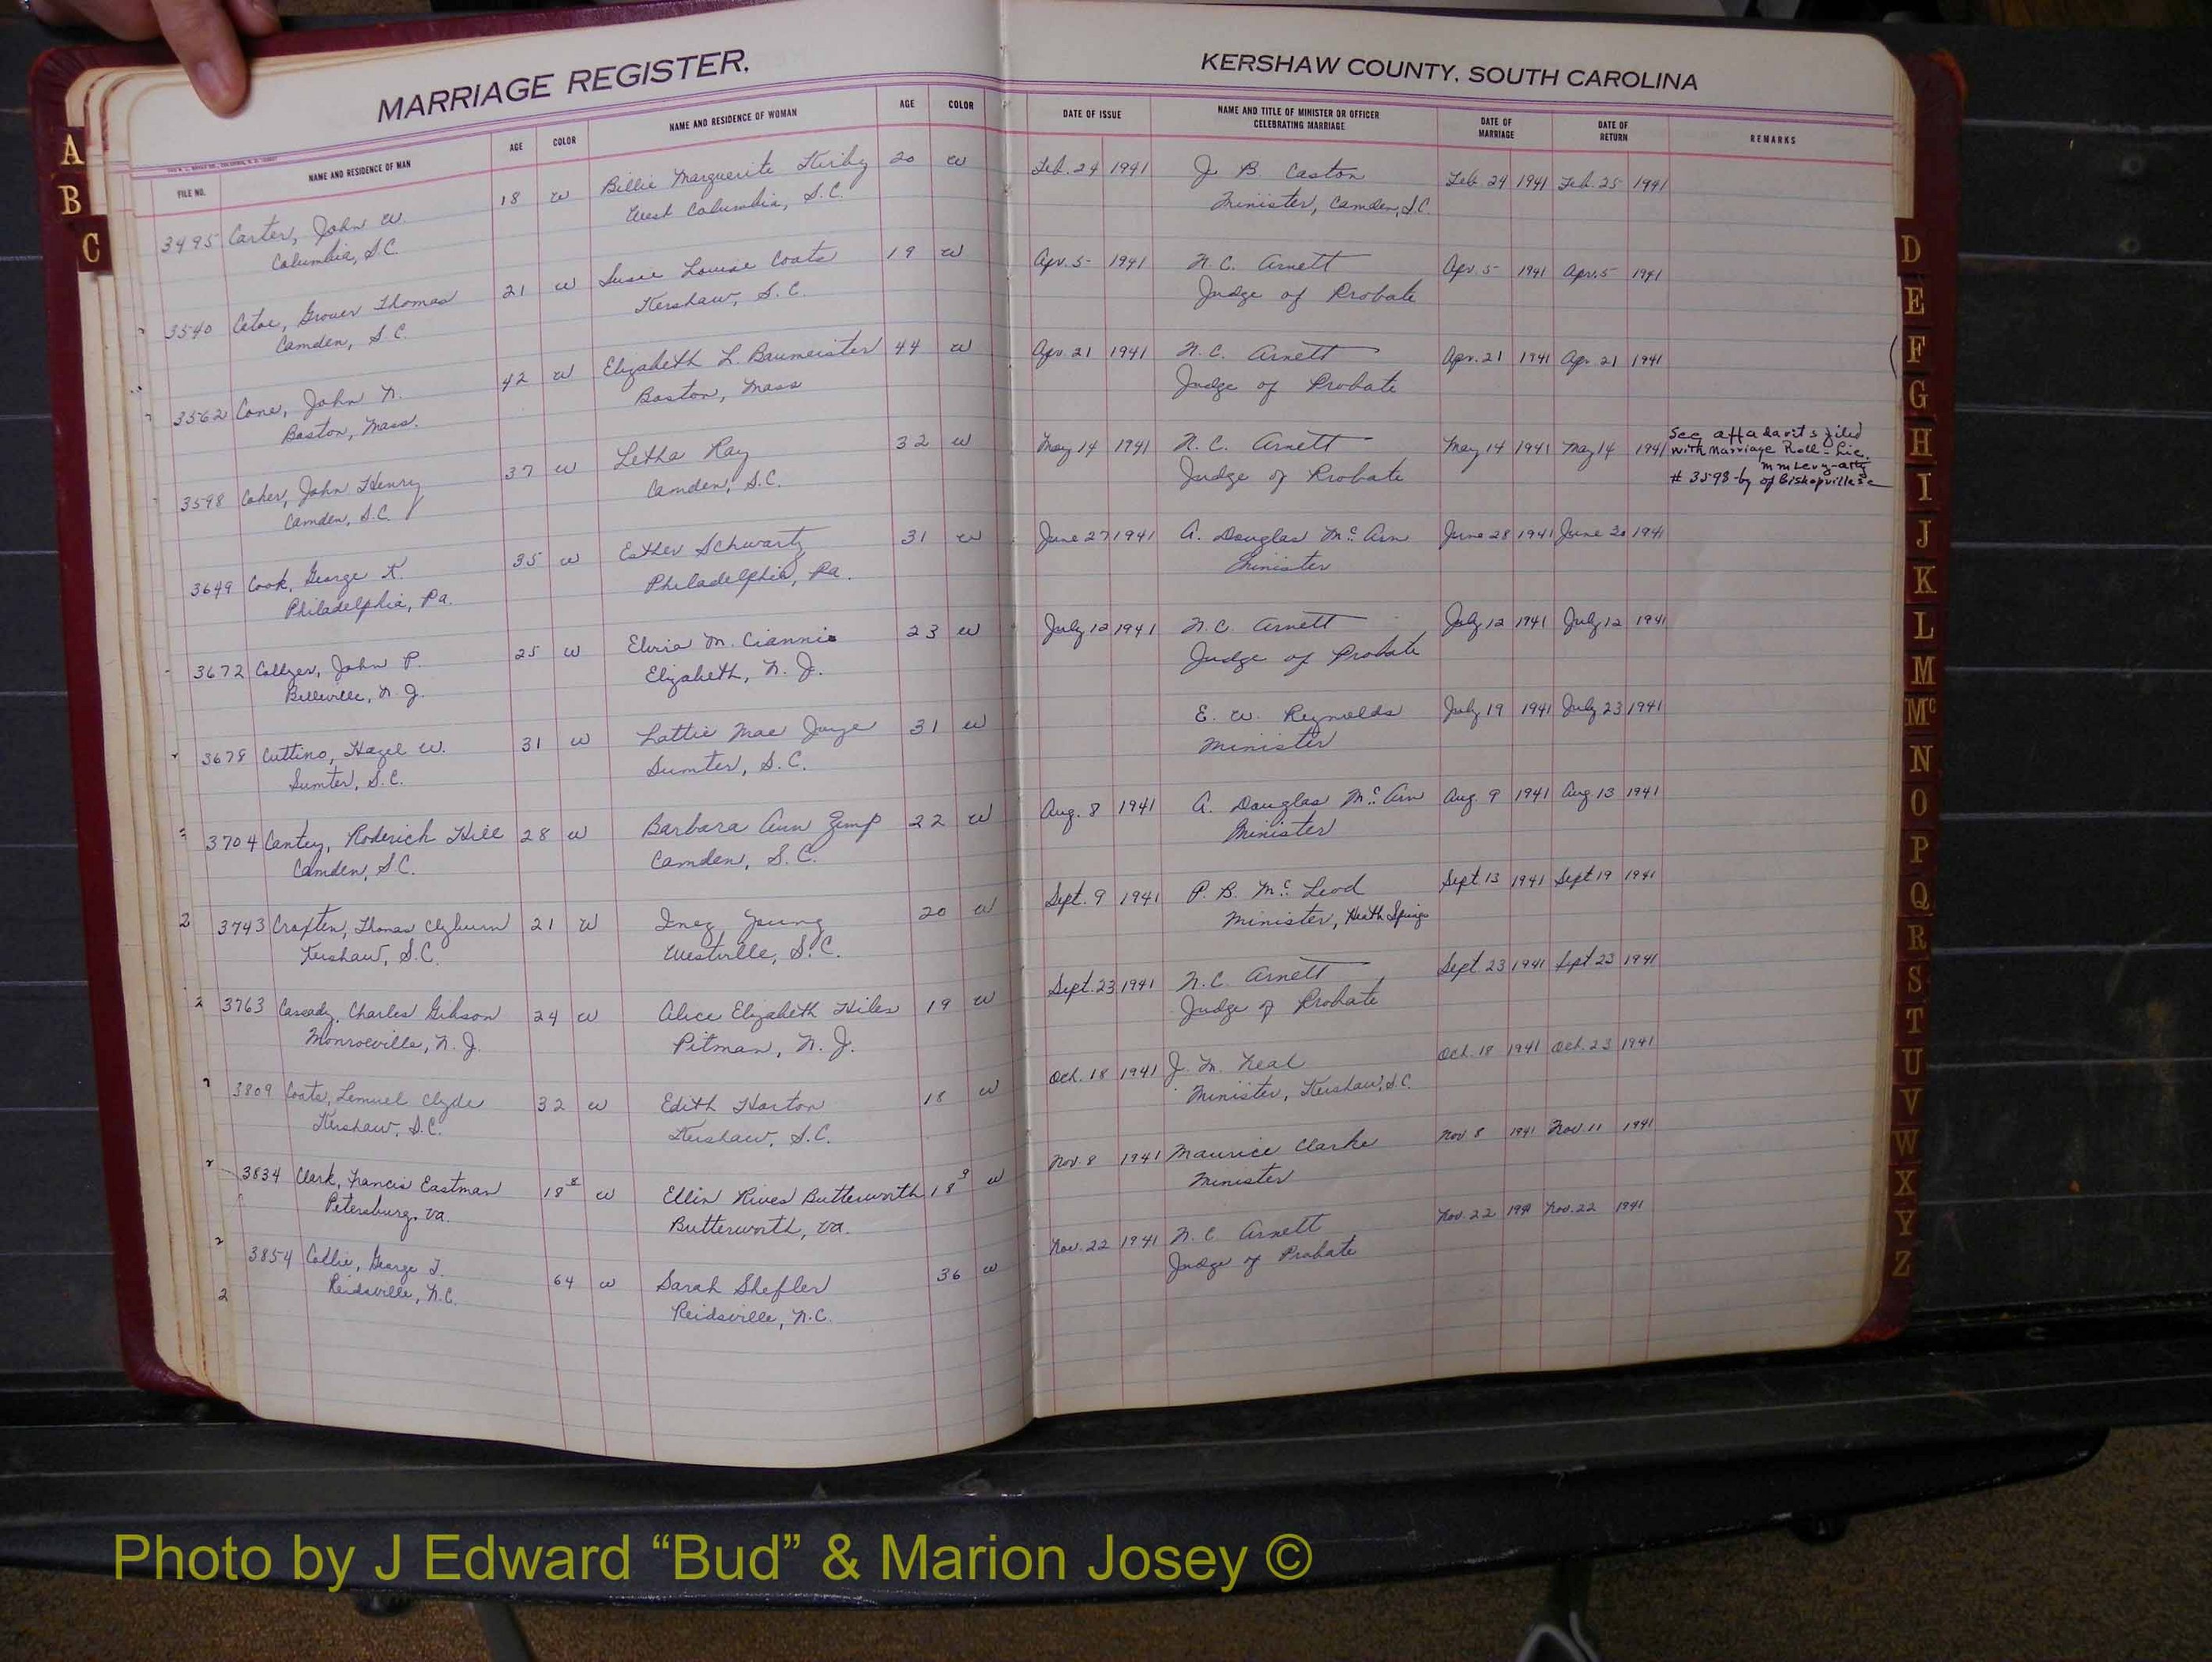 MARRIAGE REGISTER.
KERSHAW COUNTY, SOUTH CAROLINA
FILE NO. NAME AND RESIDENCE OF MAN AGE COLOR NAME AND RESIDENCE OF WOMAN AGE COLOR DATE OF ISSUE NAME AND TITLE OF MINISTER OR OFFICER CELEBRATING MARRIAGE DATE OF MARRIAGE DATE OF RETURN REMARKS
3495 Carter, John W. 18 W Billie Marguerite Kirby 20 W Feb. 24 1941 J. B. Caston Feb 24 1941 Feb. 25 1941
Columbia, S.C. West Columbia, S.C. Minister, Camden, S.C.
3540 Catoe, Grover Thomas 21 W Susie Louise Coats 19 W Apr. 5 1941 N. C. Arnett Apr. 5 1941 Apr. 5 1941
Camden, S.C. Kershaw, S.C. Judge of Probate
3562 Cone, John N. 42 W Elizabeth L. Baumeister 44 W Apr. 21 1941 N. C. Arnett Apr. 21 1941 Ap. 21 1941
Boston, Mass. Boston, Mass Judge of Probate
3598 Coker, John Henry 37 W Letha Ray 32 W May 14 1941 N. C. Arnett May 14 1941 May 14 1941 See affadavits filed
Camden, S.C. Camden, S.C. Judge of Probate with Marriage Roll - Lic.
# 3598 - by M M Levy - atty of Bishopville S C
3649 Cook, George K. 35 W Esther Schwartz 31 W June 27 1941 A. Douglas McArn June 28 1941 June 30 1941
Philadelphia, Pa. Philadelphia, Pa. Minister
3672 Collyer, John P. 25 W M. 23 W July 12 1941 N. C. Arnett July 12 1941 July 12 1941
Belleville, N. J. Elizabeth, N. J. Judge of Probate
3678 Cuttino, Hazel W. 31 W Lattie Mae Joye 31 W E. W. Reynolds July 19 1941 July 23 1941
Sumter, S.C. Sumter, S.C. Minister
3704 Cantey, Roderick Hill 28 W Barbara Ann Zemp 22 W Aug. 8 1941 A. Douglas McArn Aug. 9 1941 Aug. 13 1941
Camden, S.C. Camden, S.C. Minister
2 3743 Croxten, Thomas Clyburn 21 W Inez Young 20 W Sept. 9 1941 P. B. McLeod Sept. 13 1941 Sept 19 1941
Kershaw, S.C. Westville, S.C. Minister, Heath Springs
2 3763 Cassady, Charles Gibson 24 W Alice Elizabeth Hiles 19 W Sept. 23 1941 N. C. Arnett Sept. 23 1941 Sept 23 1941
Monroeville, N. J. Pitman, N. J. Judge of Probate
3809 Coats, Lemuel Clyde 32 W Edith Horton 18 W Oct. 18 1941 J. M. Neal Oct. 18 1941 Oct. 23 1941
Kershaw, S.C. Kershaw, S.C. Minister, Kershaw, S.C.
3834 Clark, Francis Eastman 18 W Ellin Rives Butterworth 18 W Nov. 8 1941 Maurice Clarke Nov 8 1941 Nov. 11 1941
Petersburg, Va. Butterworth, Va. Minister
2 3854 Collie, George T. 64 W Sarah Shefler 36 W Nov. 22 1941 N. C. Arnett Nov. 22 1941 Nov. 22 1941
2 Reidsville, N.C. Reidsville, N.C. Judge of Probate
A
B
C
D
E
F
G
H
I
J
K
L
M
Mc
N
O
P
Q
R
S
T
U
V
W
X
Y
Z
Photo by J Edward “Bud” & Marion Josey ©